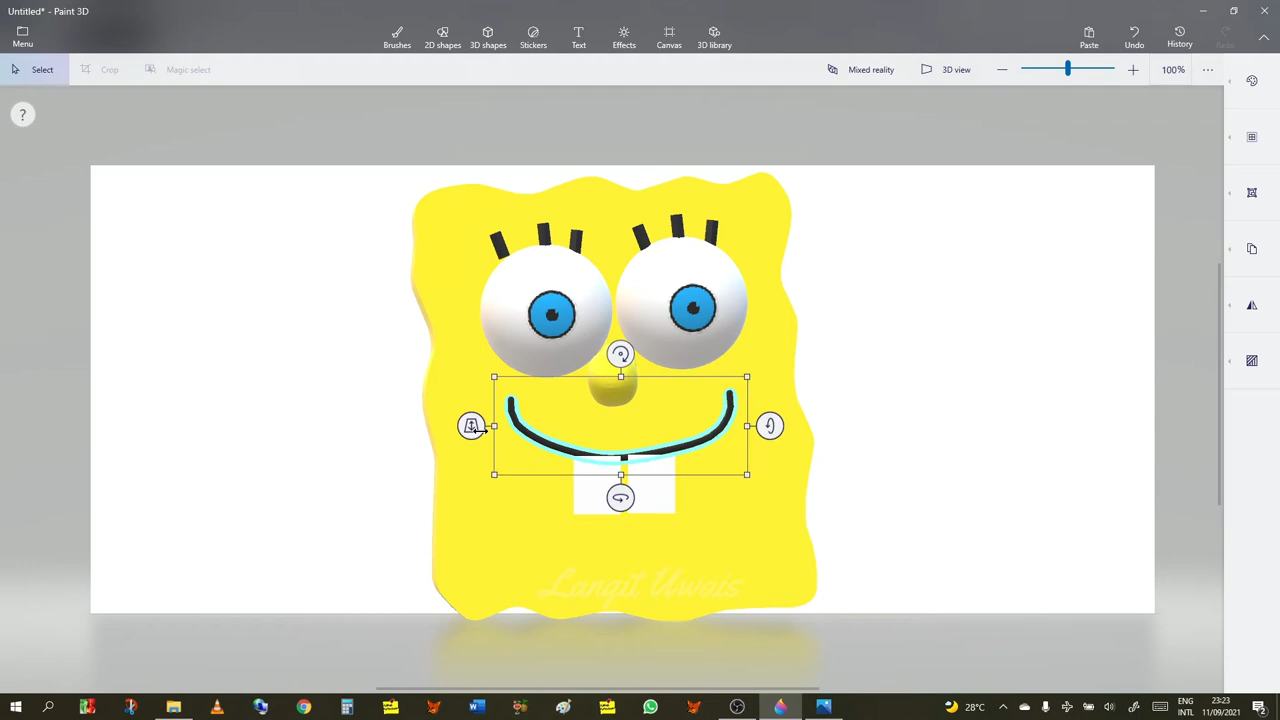 Untitled* - Paint 3D
Menu
Brushes
2D shapes
3D shapes
Stickers
Text
Effects
Canvas
3D library
Paste
Undo
History
Redo
Select
Crop
Magic select
Mixed reality
3D view
100%
?
Langit Uwais
28°C
ENG
INTL
23:23
11/09/2021
2